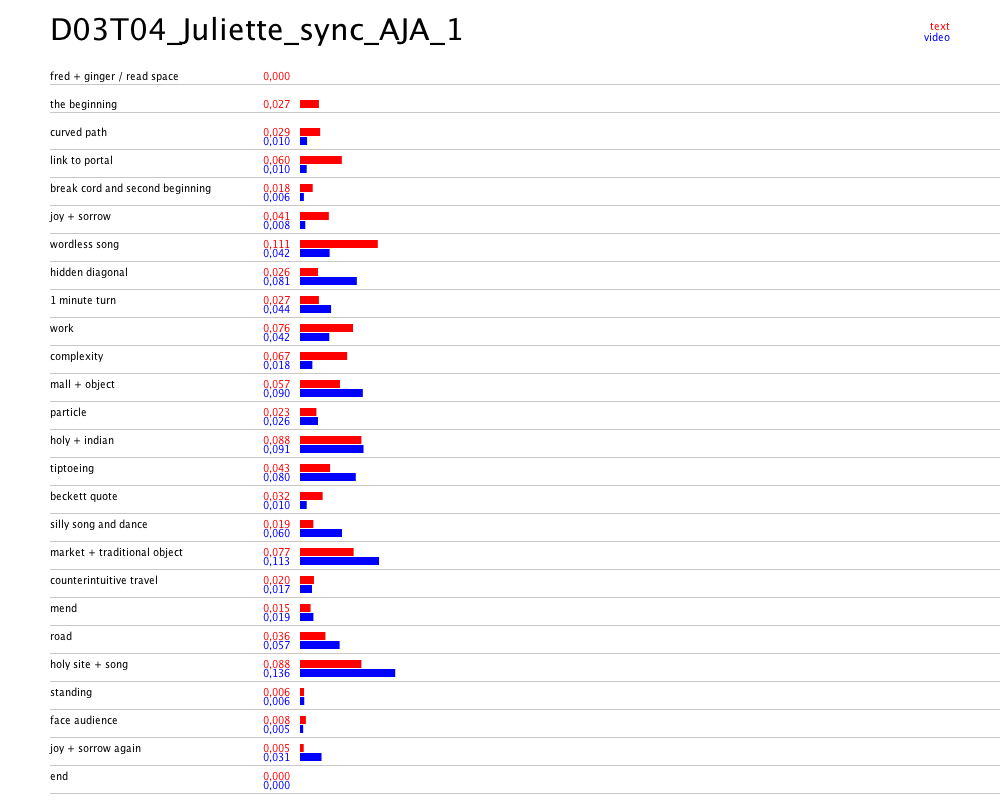 D03T04_Juliette_sync_AJA_1
text
video
fred + ginger / read space 0,000
the beginning 0,027
curved path 0,029
0,010
link to portal 0,060
0,010
break cord and second beginning 0,018
0,006
joy + sorrow 0,041
0,008
wordless song 0,111
0,042
hidden diagonal 0,026
0,081
1 minute turn 0,027
0,044
work 0,076
0,042
complexity 0,067
0,018
mall + object 0,057
0,090
particle 0,023
0,026
holy + indian 0,088
0,091
tiptoeing 0,043
0,080
beckett quote 0,032
0,010
silly song and dance 0,019
0,060
market + traditional object 0,077
0,113
counterintuitive travel 0,020
0,017
mend 0,015
0,019
road 0,036
0,057
holy site + song 0,088
0,136
standing 0,006
0,006
face audience 0,008
0,005
joy + sorrow again 0,005
0,031
end 0,000
0,000